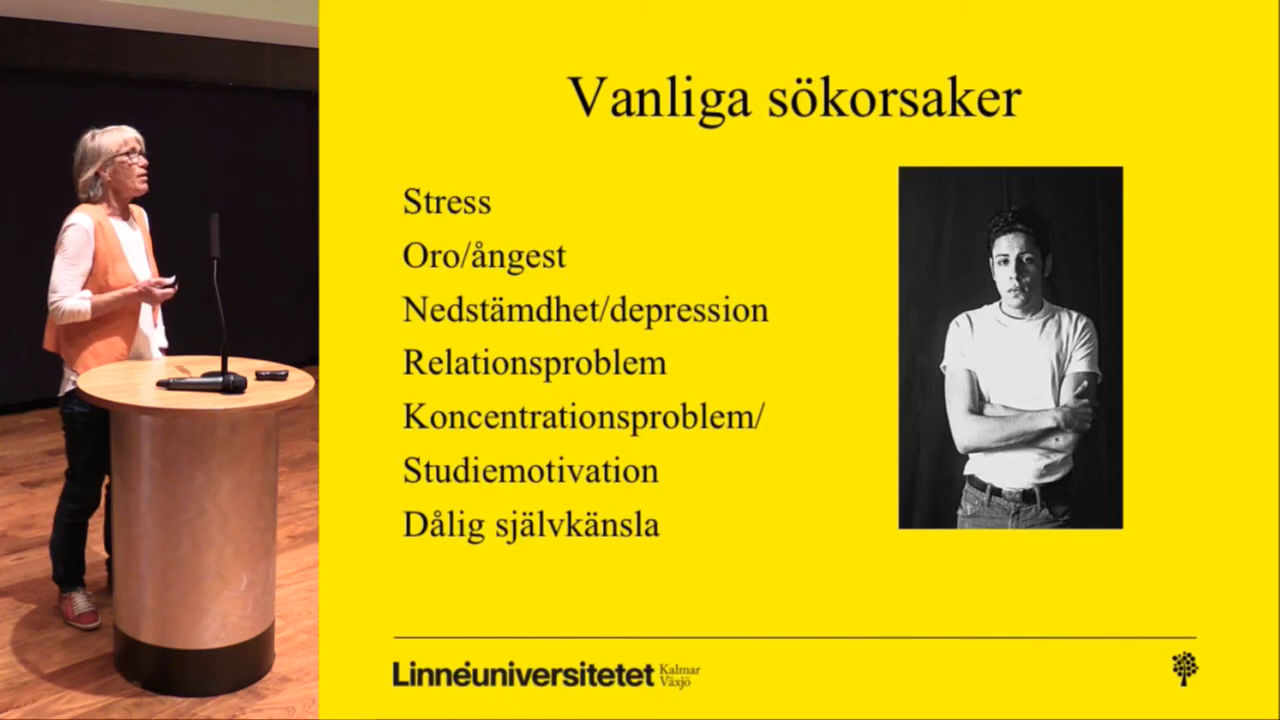 Vanliga sökorsaker
Stress
Oro/ångest
Nedstämdhet/depression
Relationsproblem
Koncentrationsproblem/
Studiemotivation
Dålig självkänsla
Linnéuniversitetet
Kalmar
Växjö